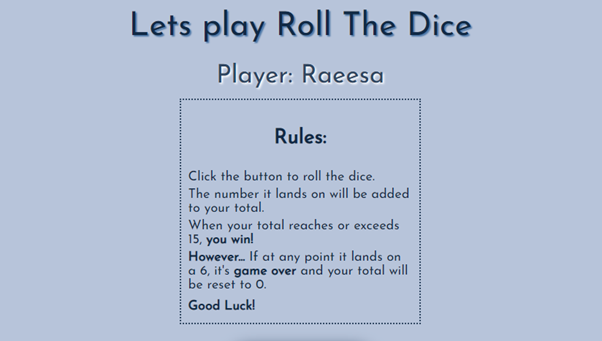 Lets play Roll The Dice
Player: Raeesa
Rules:
Click the button to roll the dice.
The number it lands on will be added
to your total.
When your total reaches or exceeds
15, you win!
However... If at any point it lands on
a 6, it's game over and your total will
be reset to 0.
Good Luck!